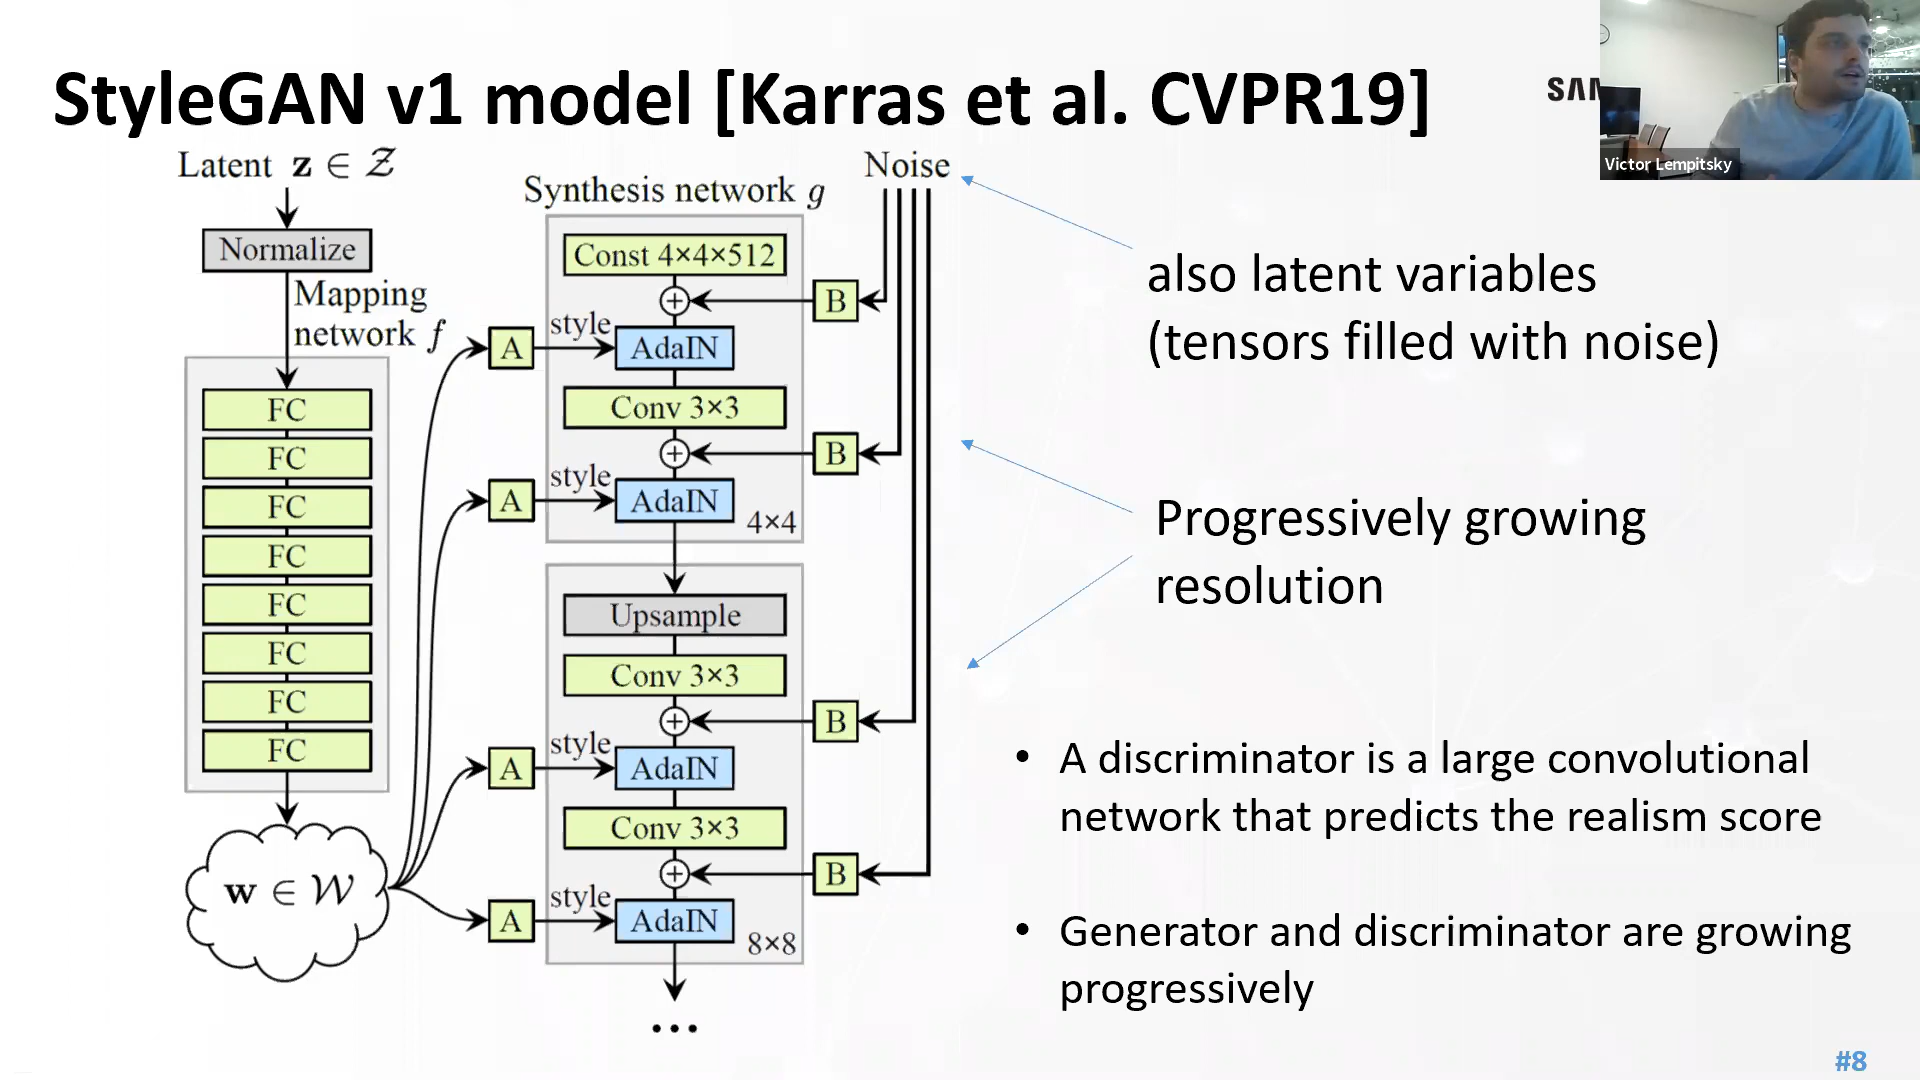 StyleGAN v1 model [Karras et al. CVPR19]
SAM
Victor Lempitsky
Latent z ∈ 𝒵
Normalize
Mapping
network f
FC
FC
FC
FC
FC
FC
FC
FC
w ∈ 𝒲
Synthesis network g
Noise
Const 4×4×512
B
A
style
AdaIN
Conv 3×3
B
A
style
AdaIN
4×4
Upsample
Conv 3×3
B
A
style
AdaIN
Conv 3×3
B
A
style
AdaIN
8×8
...
also latent variables
(tensors filled with noise)
Progressively growing
resolution
• A discriminator is a large convolutional
network that predicts the realism score
• Generator and discriminator are growing
progressively
#8